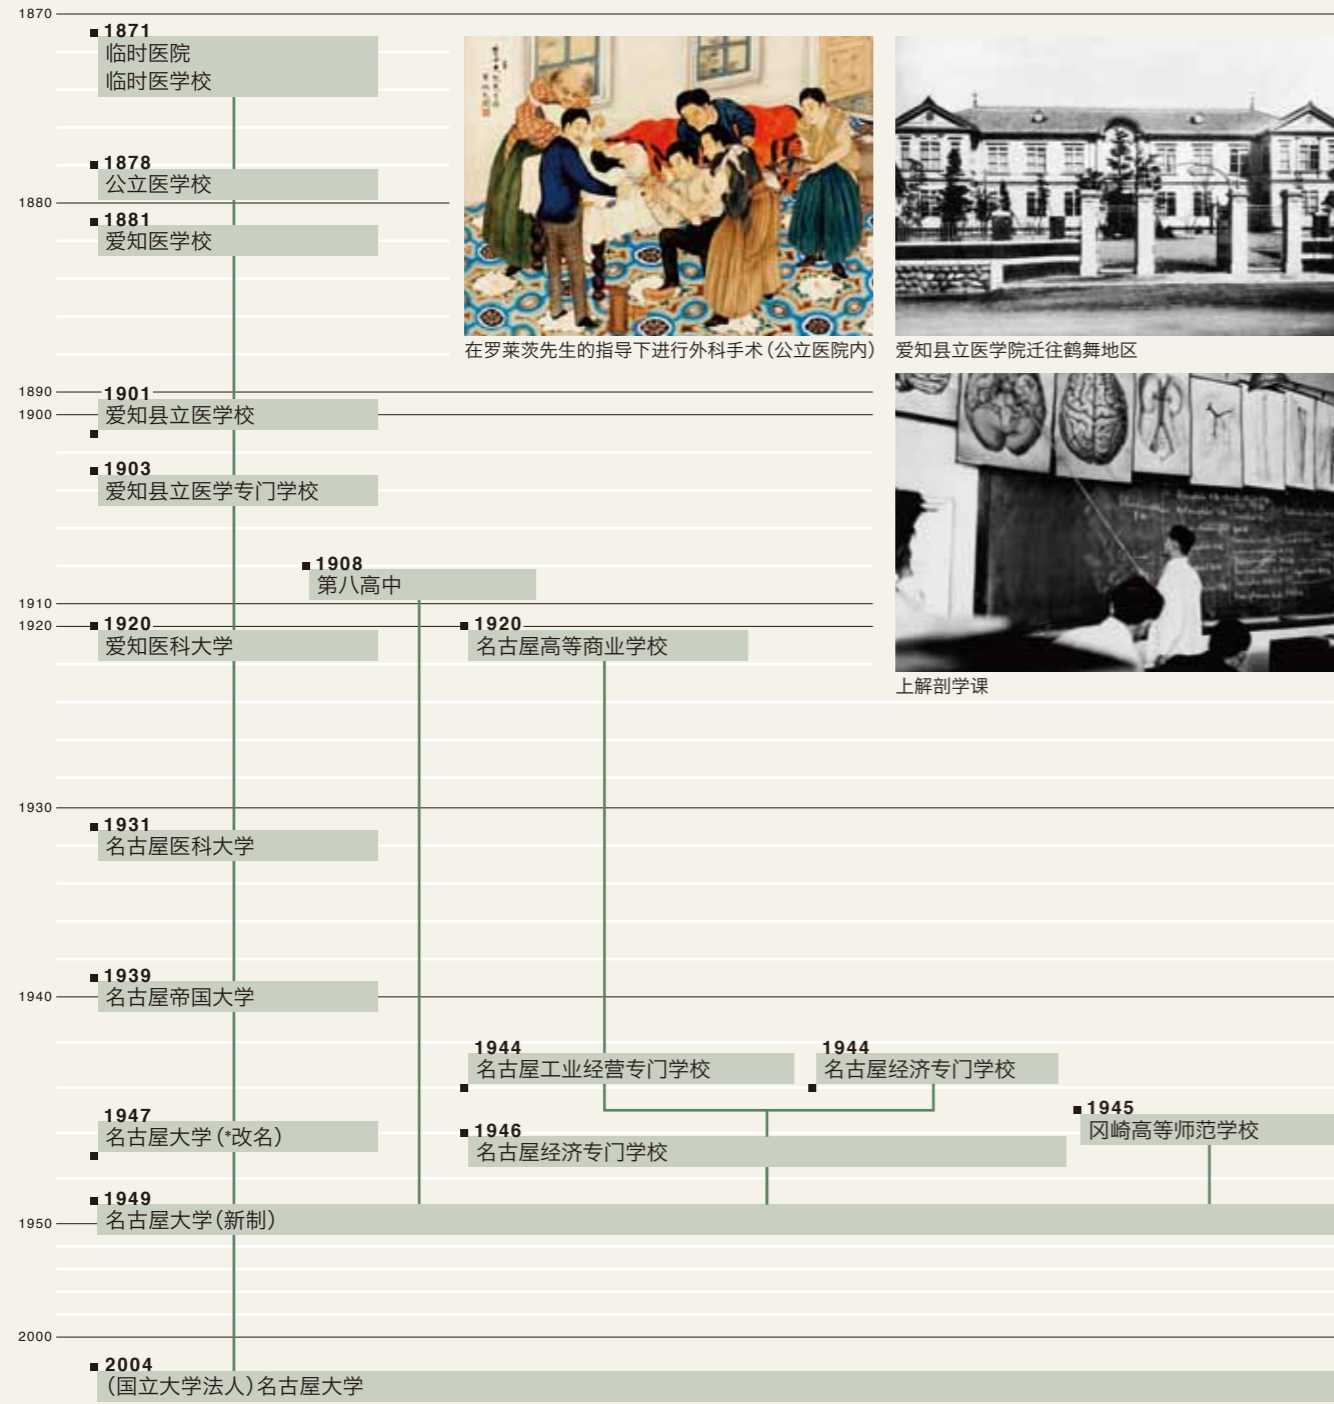 1870
1871
临时医院
临时医学校
1878
公立医学校
1880
1881
爱知医学校
在罗莱茨先生的指导下进行外科手术(公立医院内)
爱知县立医学院迁往鹤舞地区
1890
1901
爱知县立医学校
1900
1903
爱知县立医学专门学校
1908
第八高中
1910
1920
1920
爱知医科大学
1920
名古屋高等商业学校
上解剖学课
1930
1931
名古屋医科大学
1939
名古屋帝国大学
1940
1944
名古屋工业经营专门学校
1944
名古屋经济专门学校
1945
冈崎高等师范学校
1947
名古屋大学(*改名)
1946
名古屋经济专门学校
1949
名古屋大学(新制)
1950
2000
2004
(国立大学法人)名古屋大学